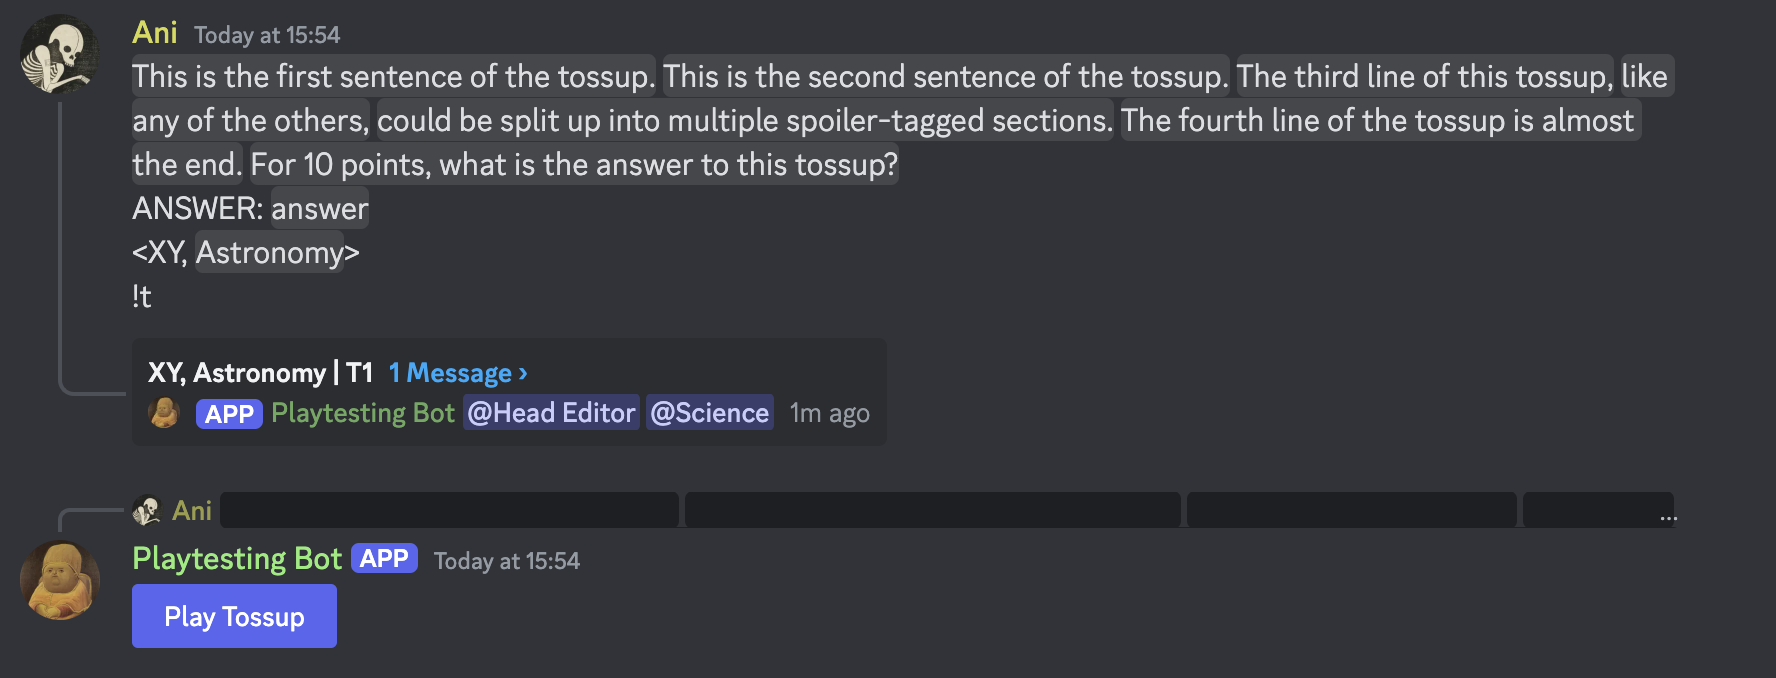 Ani Today at 15:54
This is the first sentence of the tossup. This is the second sentence of the tossup. The third line of this tossup, like
any of the others, could be split up into multiple spoiler-tagged sections. The fourth line of the tossup is almost
the end. For 10 points, what is the answer to this tossup?
ANSWER: answer
<XY, Astronomy>
!t
XY, Astronomy | T1 1 Message ›
APP Playtesting Bot @Head Editor @Science 1m ago
Ani ...
Playtesting Bot APP Today at 15:54
Play Tossup